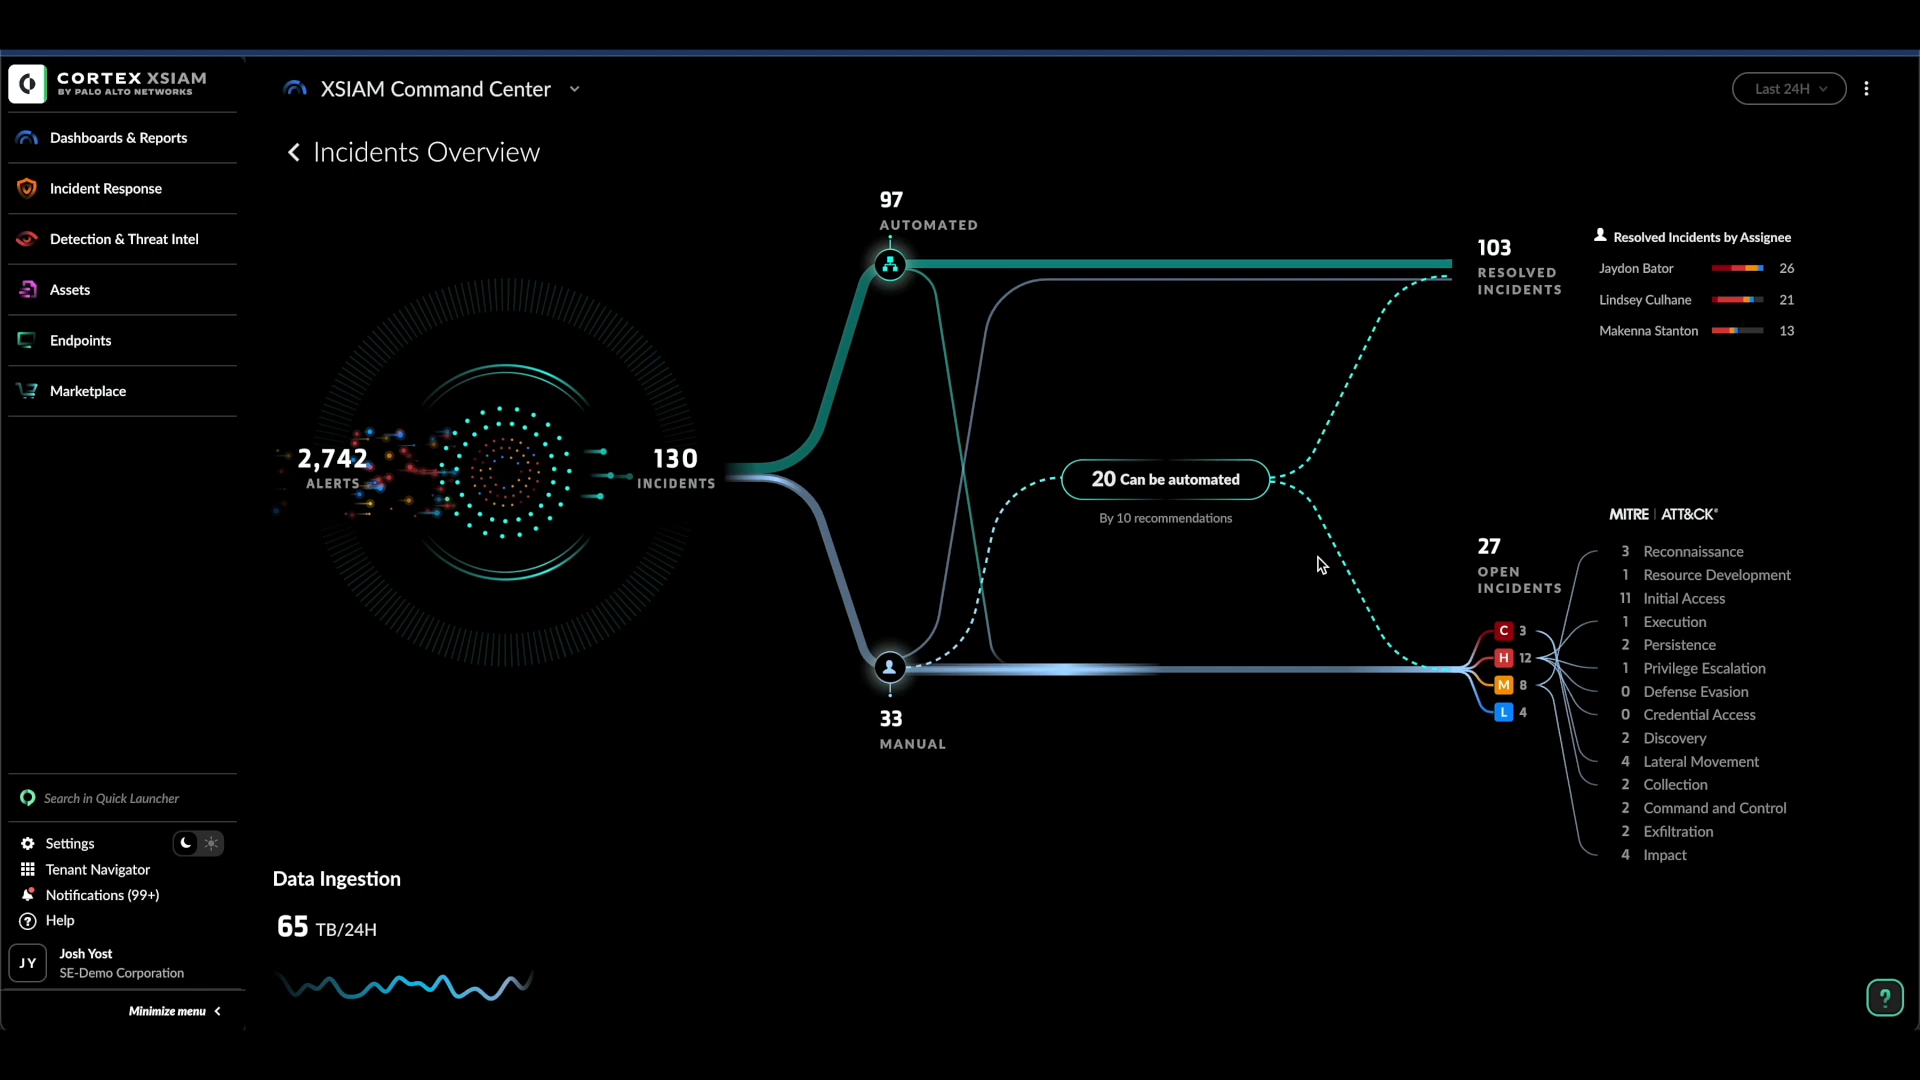 CORTEX XSIAM
BY PALO ALTO NETWORKS
Dashboards & Reports
Incident Response
Detection & Threat Intel
Assets
Endpoints
Marketplace
Search in Quick Launcher
Settings
Tenant Navigator
Notifications (99+)
Help
JY
Josh Yost
SE-Demo Corporation
Minimize menu
XSIAM Command Center
Last 24H
Incidents Overview
2,742
ALERTS
130
INCIDENTS
97
AUTOMATED
33
MANUAL
20 Can be automated
By 10 recommendations
103
RESOLVED
INCIDENTS
Resolved Incidents by Assignee
Jaydon Bator 26
Lindsey Culhane 21
Makenna Stanton 13
27
OPEN
INCIDENTS
C 3
H 12
M 8
L 4
MITRE | ATT&CK®
3 Reconnaissance
1 Resource Development
11 Initial Access
1 Execution
2 Persistence
1 Privilege Escalation
0 Defense Evasion
0 Credential Access
2 Discovery
4 Lateral Movement
2 Collection
2 Command and Control
2 Exfiltration
4 Impact
Data Ingestion
65 TB/24H
?